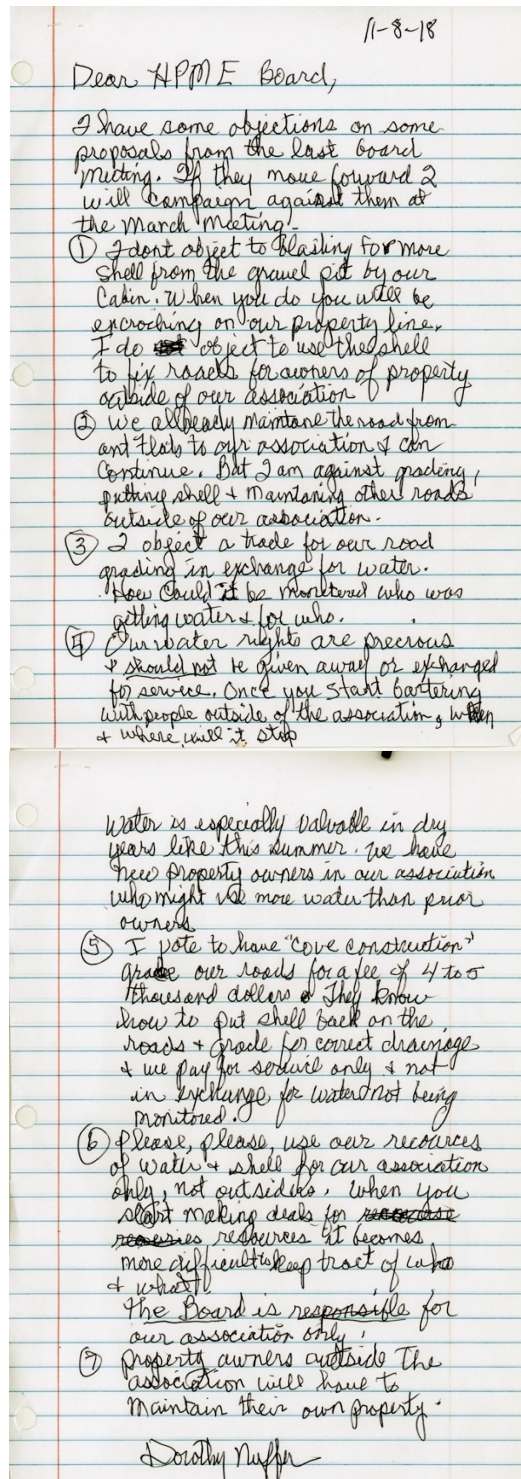 11-8-18
Dear HPME Board,
I have some objections on some
proposals from the last board
meeting. If they move forward I
will campaign against them at
the March meeting.
① I dont object to blasting for more
shell from the gravel pit by our
Cabin. When you do you will be
encroching on our property line.
I do object to use the shell
to fix roads for owners of property
outside of our association
② We allready maintane the road from
ant flats to our association & can
continue. But I am against grading,
putting shell & maintaning other roads
outside of our association.
③ I object a trade for our road
grading in exchange for water.
How could it be monitered who was
getting water & for who.
④ Our water rights are precious
& should not be given away or exchanged
for service. Once you start bartering
with people outside of the association, when
& where will it stop
Water is especially valuable in dry
years like this summer. We have
new property owners in our association
who might use more water than prior
owners
⑤ I vote to have "cove construction"
grade our roads for a fee of 4 to 5
thousand dollars. They know
how to put shell back on the
roads & grade for correct drainage
& we pay for service only & not
in exchange for water not being
monitored.
⑥ Please, please, use our recources
of water & shell for our association
only, not outsiders. When you
start making deals for
resources it becomes
more difficult to keep tract of who
& what.
The Board is responsible for
our association only.
⑦ Property owners outside the
association will have to
maintain their own property.
Dorothy Nuffer